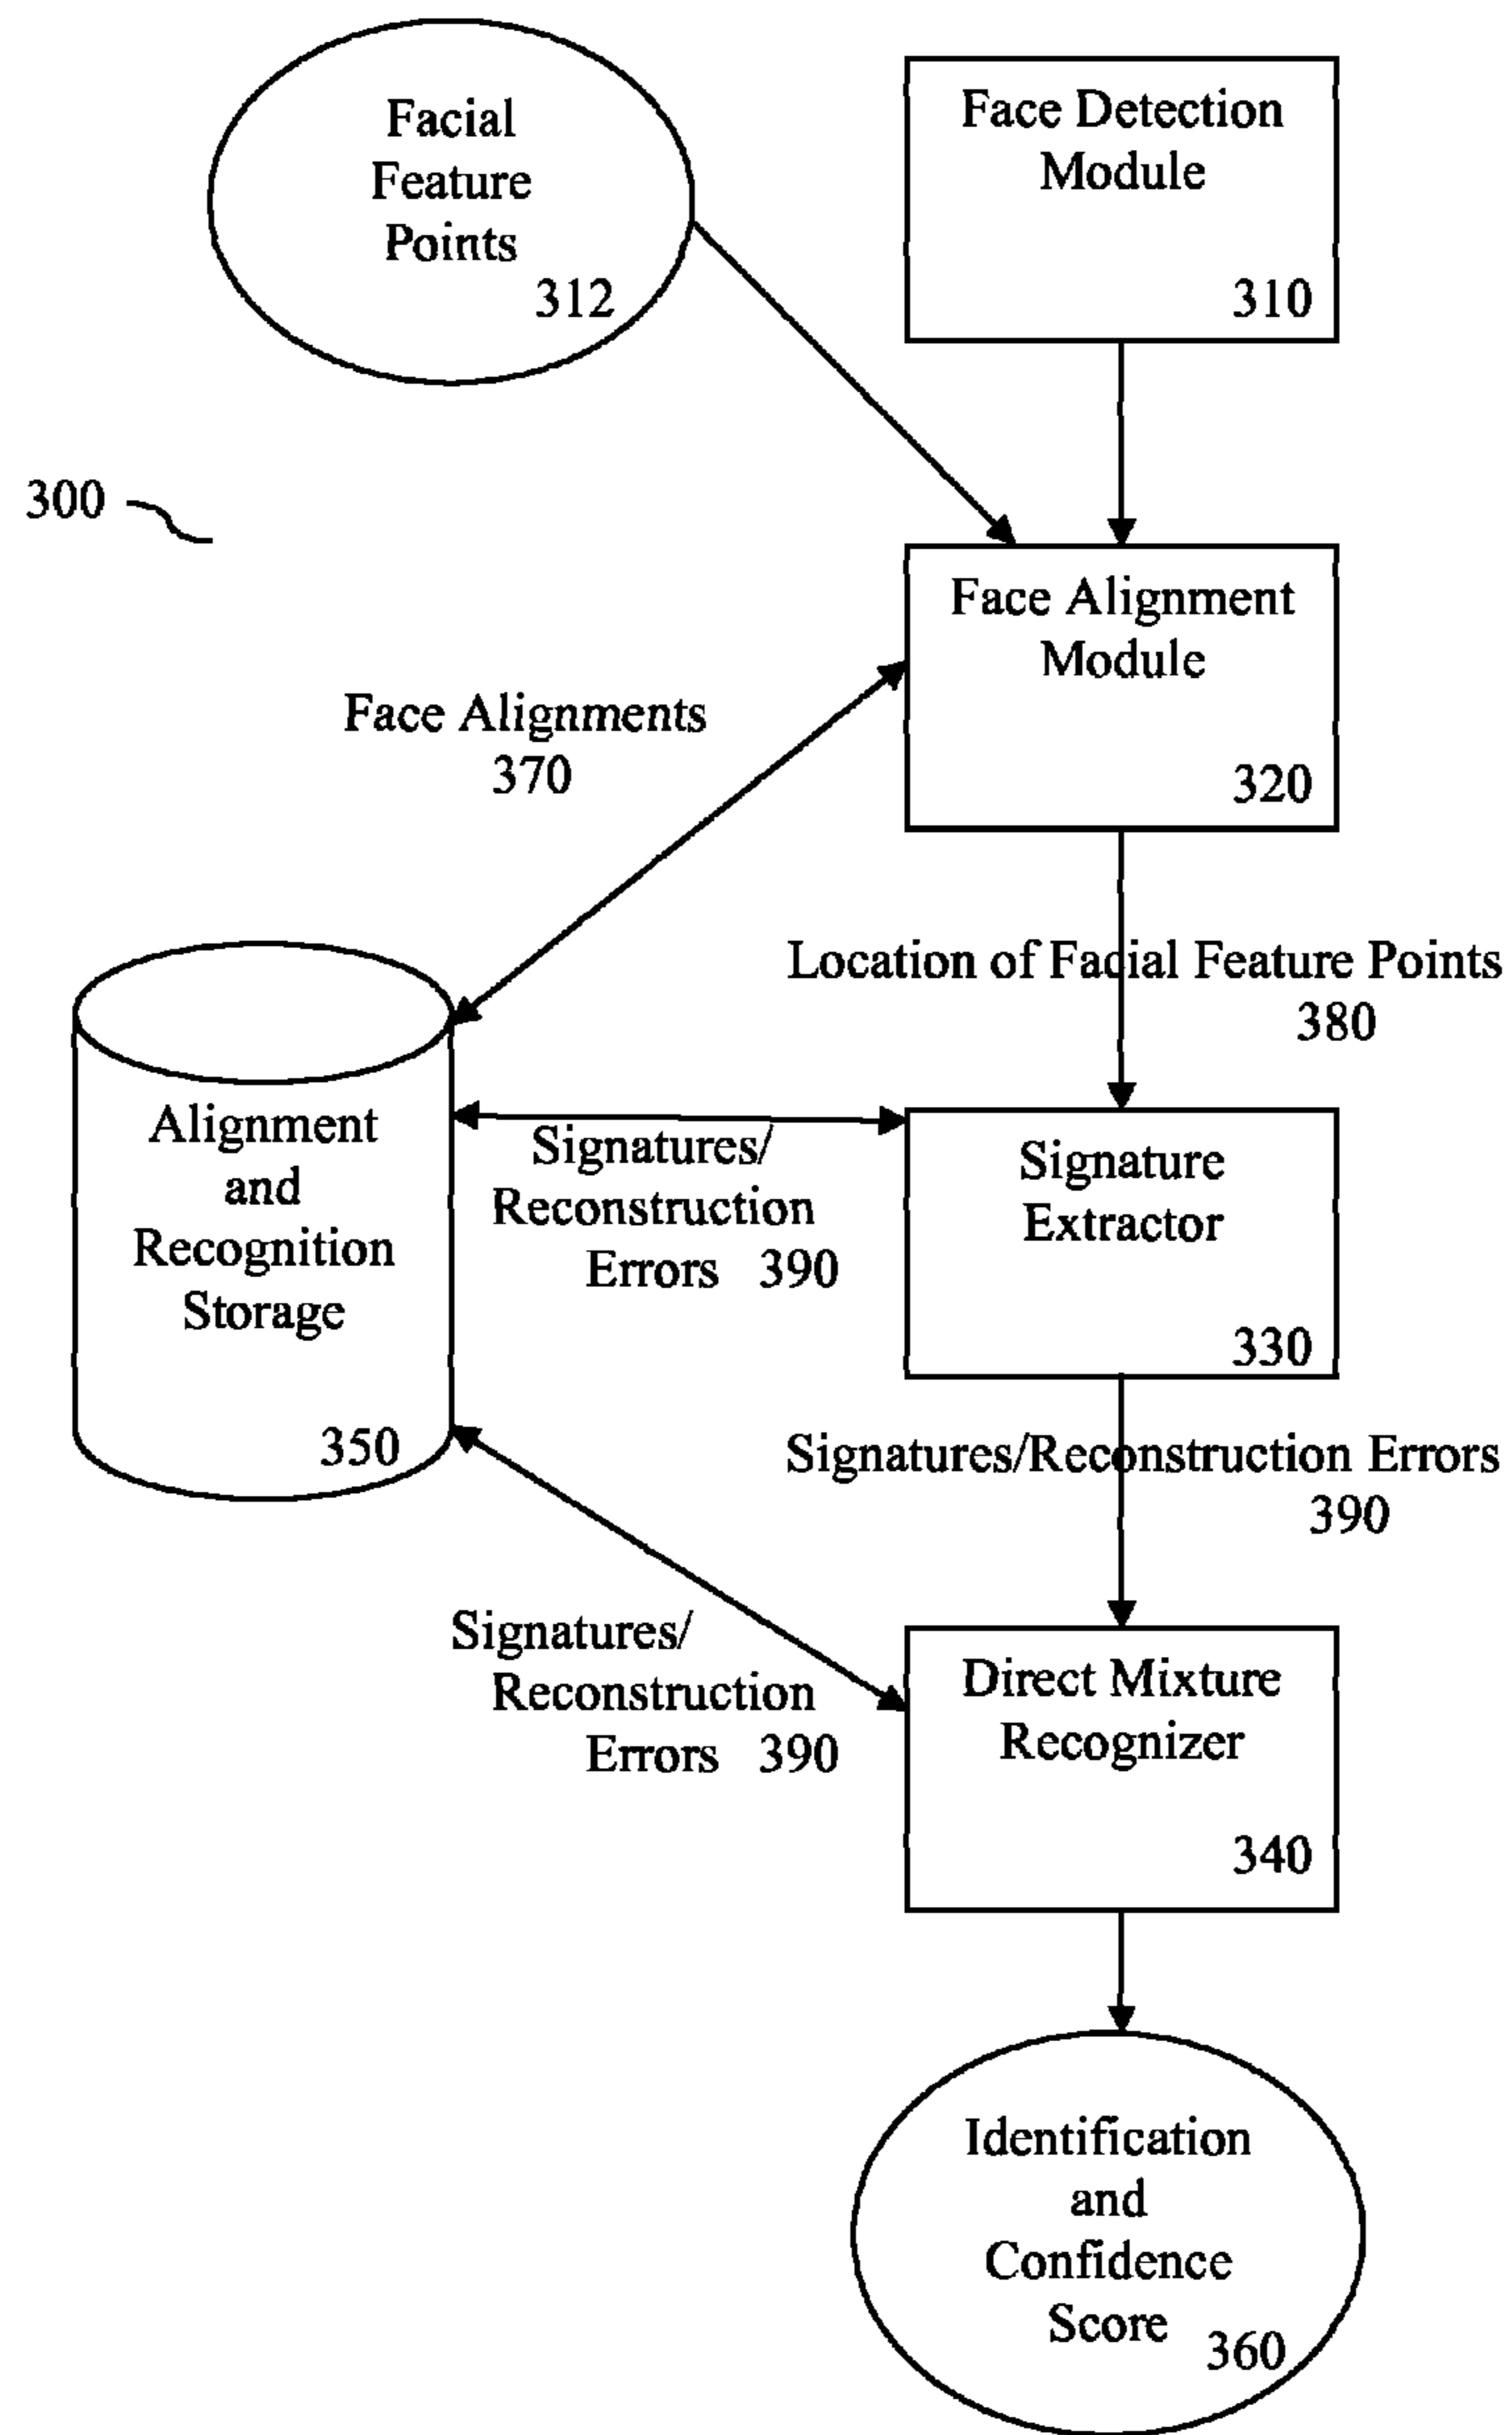 Facial
Feature
Points
312
Face Detection
Module
310
300
Face Alignment
Module
320
Face Alignments
370
Location of Facial Feature Points
380
Alignment
and
Recognition
Storage
350
Signatures/
Reconstruction
Errors 390
Signature
Extractor
330
Signatures/Reconstruction Errors
390
Signatures/
Reconstruction
Errors 390
Direct Mixture
Recognizer
340
Identification
and
Confidence
Score
360